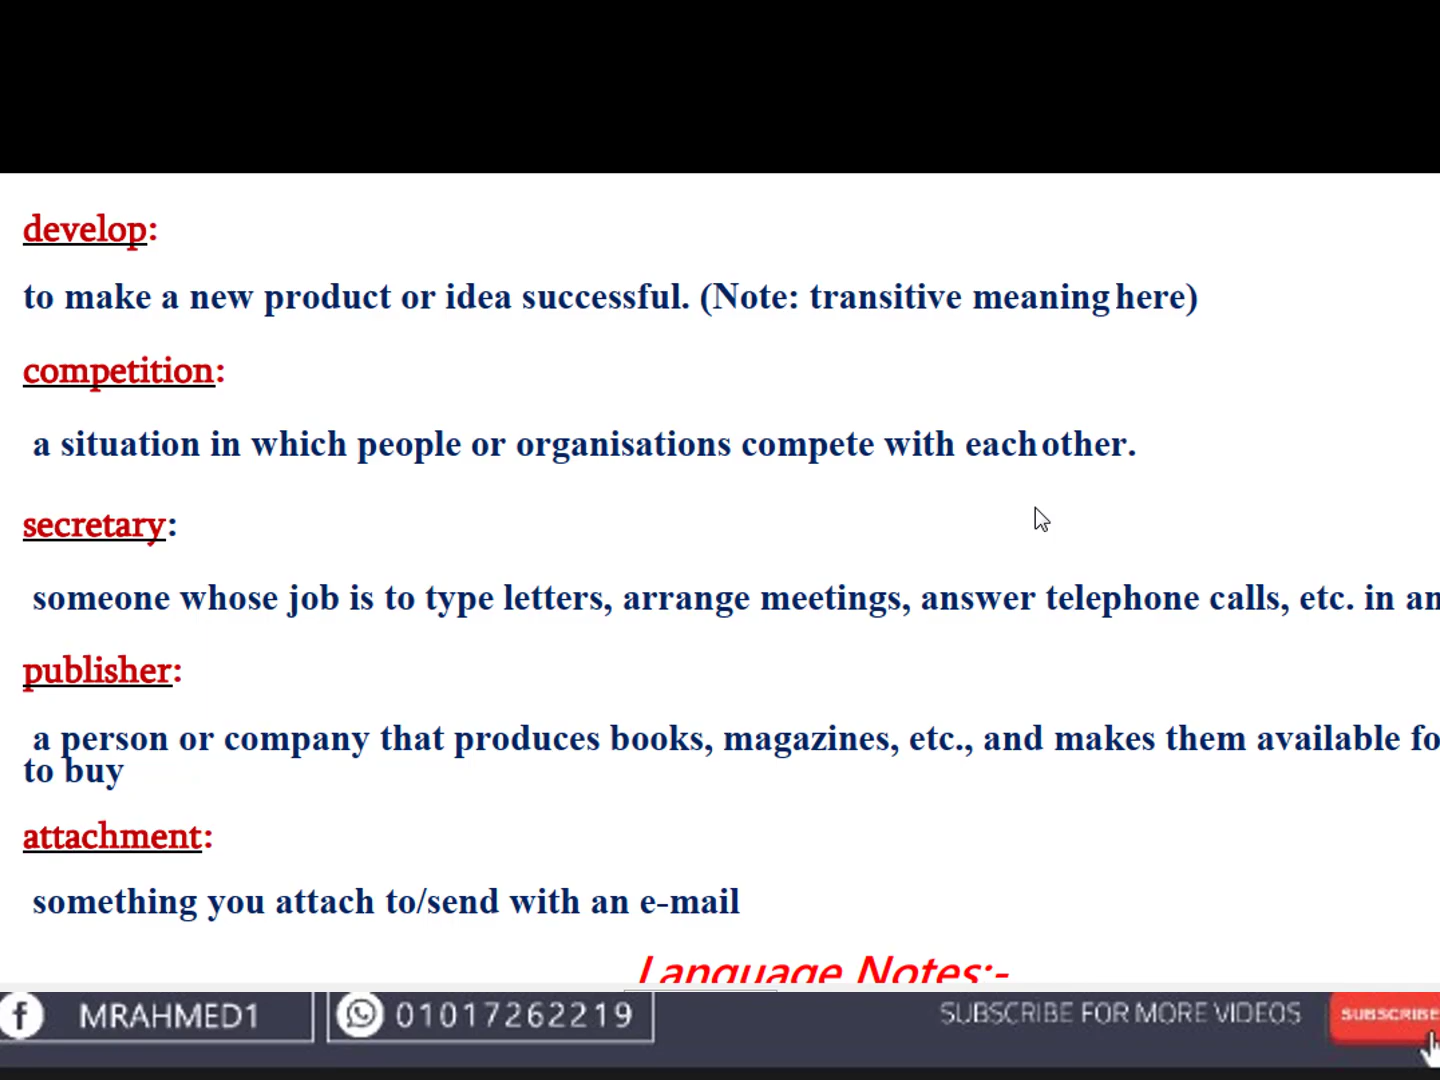 develop:
to make a new product or idea successful. (Note: transitive meaning here)
competition:
a situation in which people or organisations compete with each other.
secretary:
someone whose job is to type letters, arrange meetings, answer telephone calls, etc. in an
publisher:
a person or company that produces books, magazines, etc., and makes them available fo
to buy
attachment:
something you attach to/send with an e-mail
Language Notes:-
f MRAHMED1 01017262219 SUBSCRIBE FOR MORE VIDEOS SUBSCRIBE